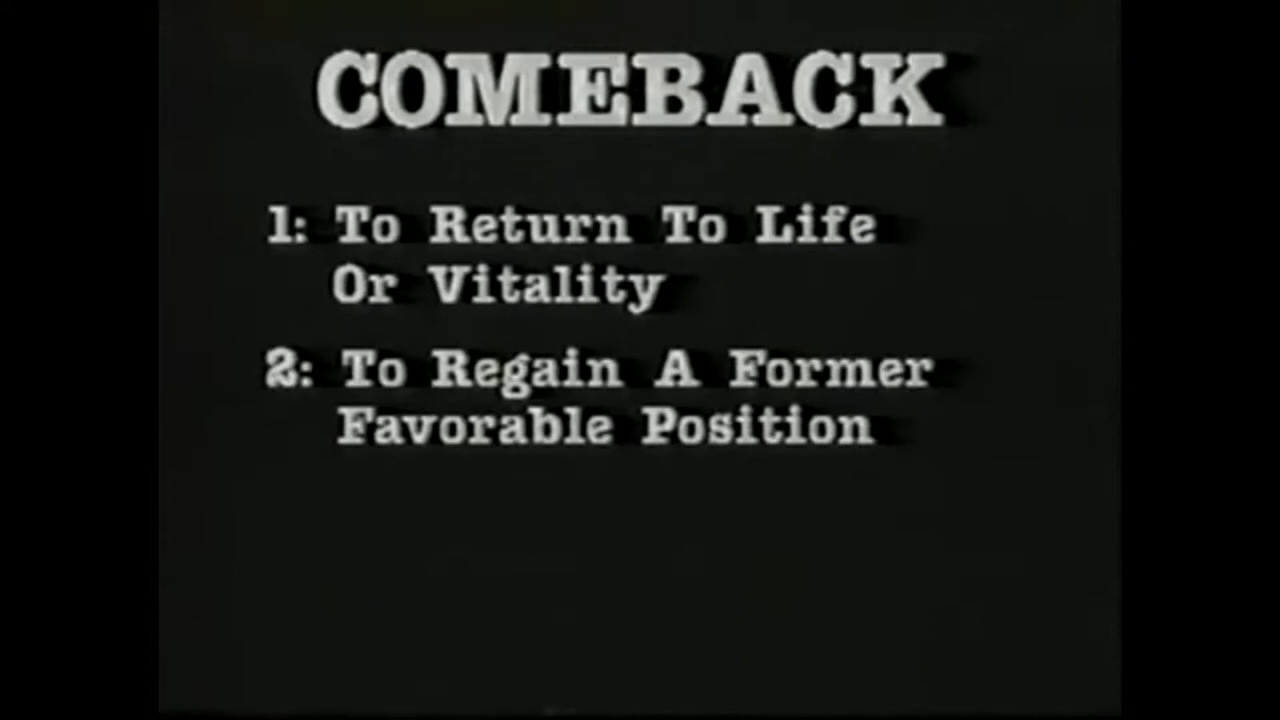 COMEBACK
1: To Return To Life
Or Vitality
2: To Regain A Former
Favorable Position